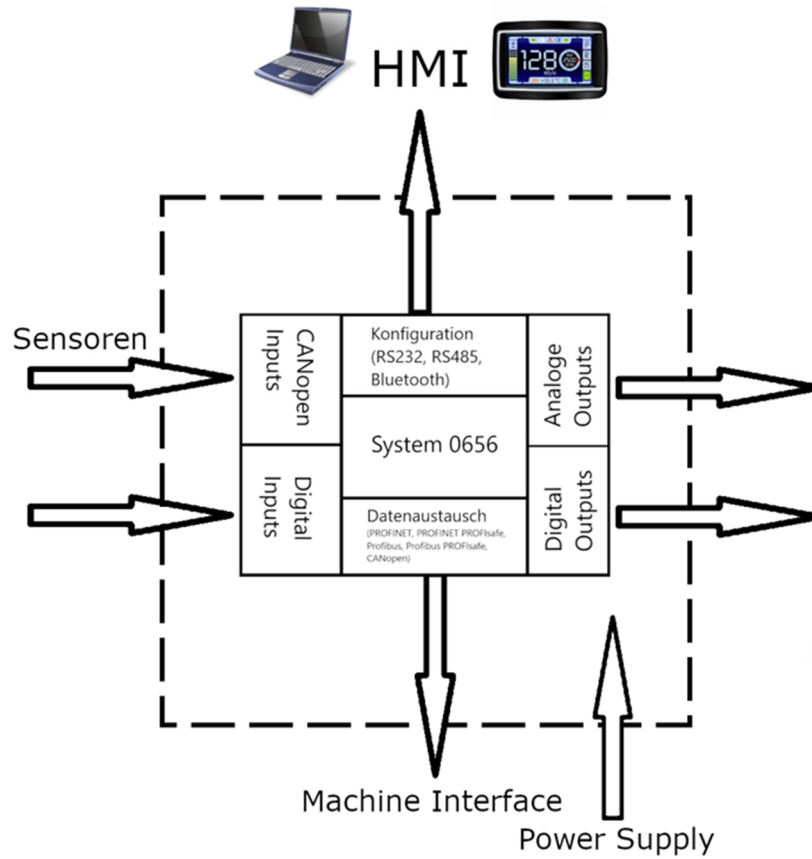 HMI
128
Sensoren
CANopen
Inputs
Konfiguration
(RS232, RS485,
Bluetooth)
Analoge
Outputs
System 0656
Digital
Inputs
Datenaustausch
(PROFINET, PROFINET PROFIsafe,
Profibus, Profibus PROFIsafe,
CANopen)
Digital
Outputs
Machine Interface
Power Supply